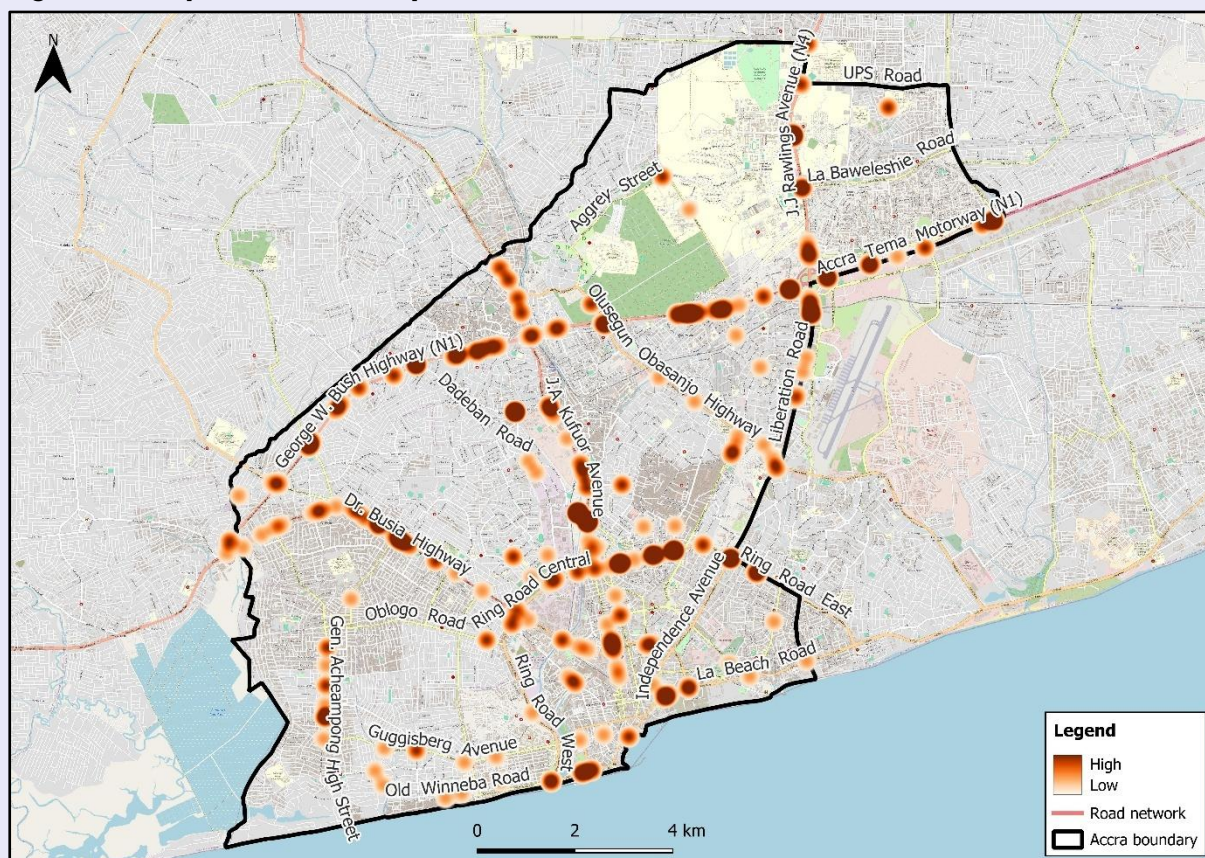 N
UPS Road
J.J Rawlings Avenue (N4)
La Baweleshie Road
Aggrey Street
Accra Tema Motorway (N1)
Olusegun Obasanjo Highway
George W. Bush Highway (N1)
Liberation Road
Dadeban Road
J.A Kufuor Avenue
Dr. Busia Highway
Ring Road Central
Ring Road East
Oblogo Road
Independence Avenue
Gen. Acheampong High Street
Ring Road West
La Beach Road
Guggisberg Avenue
Old Winneba Road
Legend
High
Low
Road network
Accra boundary
0 2 4 km